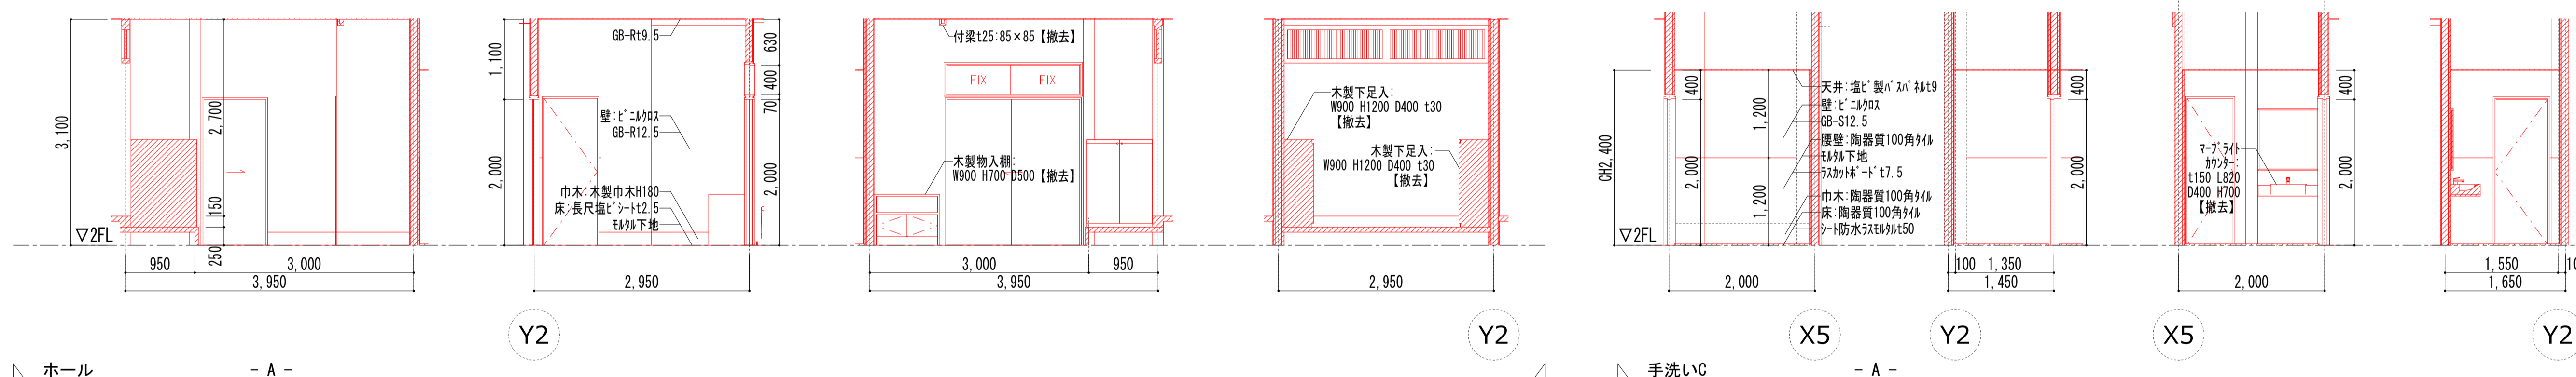 3,100
▽2FL
2,700
150
250
950
3,000
3,950
1,100
2,000
GB-Rt9.5
壁:ビニルクロス
GB-R12.5
巾木:木製巾木H180
床:長尺塩ビシートt2.5
モルタル下地
630
400
70
2,000
2,950
Y2
付梁t25:85×85【撤去】
FIX
FIX
木製物入棚:
W900 H700 D500【撤去】
3,000
950
3,950
木製下足入:
W900 H1200 D400 t30
【撤去】
木製下足入:
W900 H1200 D400 t30
【撤去】
2,950
Y2
ホール
- A -
CH2,400
▽2FL
400
2,000
1,200
1,200
天井:塩ビ製バスパネルt9
壁:ビニルクロス
GB-S12.5
腰壁:陶器質100角タイル
モルタル下地
ラスカットボードt7.5
巾木:陶器質100角タイル
床:陶器質100角タイル
シート防水ラスモルタルt50
2,000
X5
400
2,000
100
1,350
1,450
Y2
マーブライト
カウンター:
t150 L820
D400 H700
【撤去】
400
2,000
2,000
X5
1,550
1,650
Y2
手洗いC
- A -